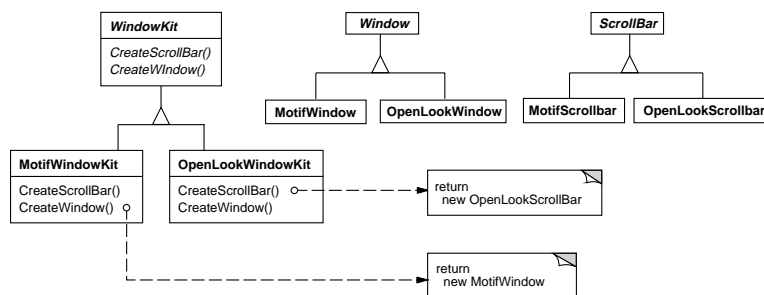 WindowKit
CreateScrollBar()
CreateWIndow()
Window
ScrollBar
MotifWindow
OpenLookWindow
MotifScrollbar
OpenLookScrollbar
MotifWindowKit
CreateScrollBar()
CreateWindow()
OpenLookWindowKit
CreateScrollBar()
CreateWindow()
return
new OpenLookScrollBar
return
new MotifWindow